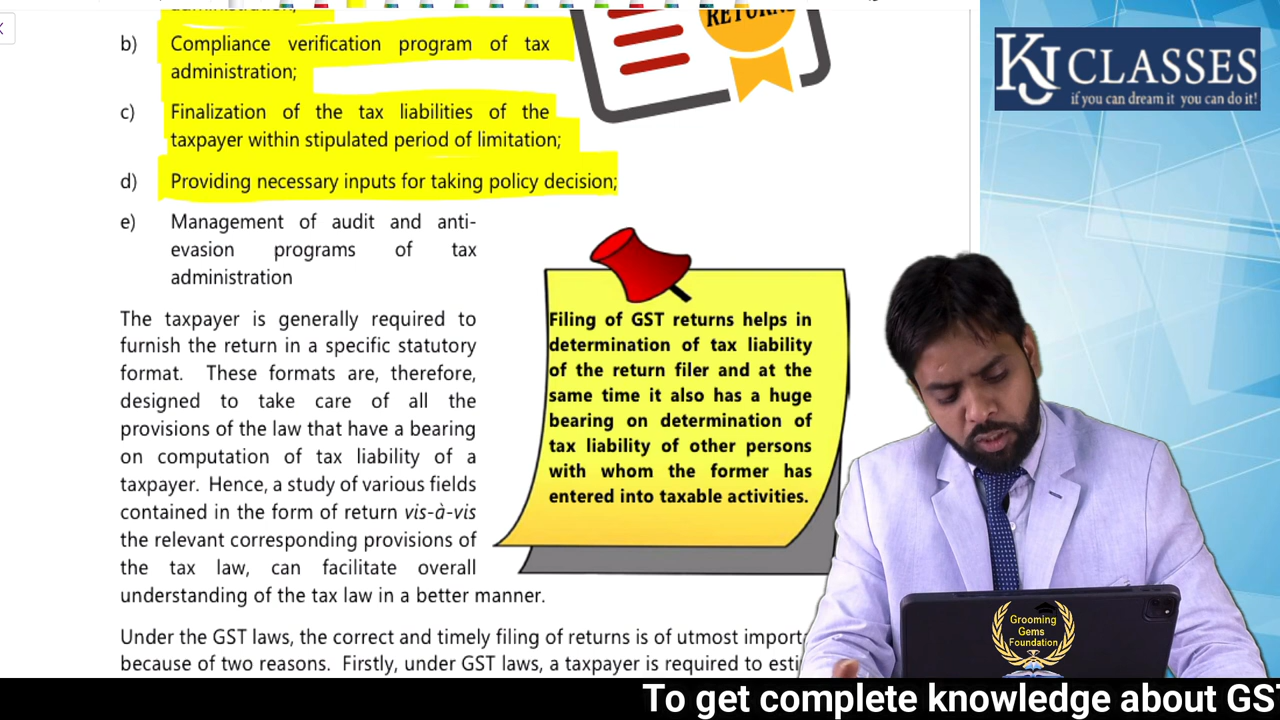 administration;
b) Compliance verification program of tax
administration;
c) Finalization of the tax liabilities of the
taxpayer within stipulated period of limitation;
d) Providing necessary inputs for taking policy decision;
e) Management of audit and anti-
evasion programs of tax
administration
The taxpayer is generally required to
furnish the return in a specific statutory
format. These formats are, therefore,
designed to take care of all the
provisions of the law that have a bearing
on computation of tax liability of a
taxpayer. Hence, a study of various fields
contained in the form of return vis-à-vis
the relevant corresponding provisions of
the tax law, can facilitate overall
understanding of the tax law in a better manner.
Under the GST laws, the correct and timely filing of returns is of utmost importa
because of two reasons. Firstly, under GST laws, a taxpayer is required to esti
RETURNS
Filing of GST returns helps in
determination of tax liability
of the return filer and at the
same time it also has a huge
bearing on determination of
tax liability of other persons
with whom the former has
entered into taxable activities.
KJ CLASSES
if you can dream it you can do it!
Grooming
Gems
Foundation
To get complete knowledge about GST